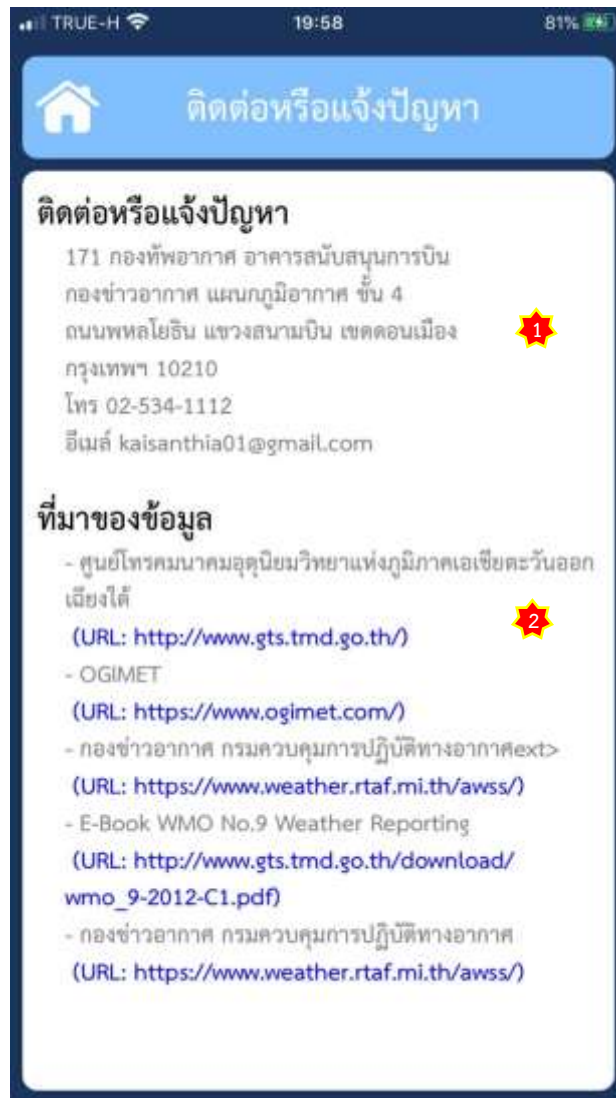 TRUE-H 19:58 81%
ติดต่อหรือแจ้งปัญหา
ติดต่อหรือแจ้งปัญหา
171 กองทัพอากาศ อาคารสนับสนุนการบิน
กองข่าวอากาศ แผนกภูมิอากาศ ชั้น 4
ถนนพหลโยธิน แขวงสนามบิน เขตดอนเมือง
1
กรุงเทพฯ 10210
โทร 02-534-1112
อีเมล์ kaisanthia01@gmail.com
ที่มาของข้อมูล
- ศูนย์โทรคมนาคมอุตุนิยมวิทยาแห่งภูมิภาคเอเชียตะวันออก
เฉียงใต้
2
(URL: http://www.gts.tmd.go.th/)
- OGIMET
(URL: https://www.ogimet.com/)
- กองข่าวอากาศ กรมควบคุมการปฏิบัติทางอากาศext>
(URL: https://www.weather.rtaf.mi.th/awss/)
- E-Book WMO No.9 Weather Reporting
(URL: http://www.gts.tmd.go.th/download/
wmo_9-2012-C1.pdf)
- กองข่าวอากาศ กรมควบคุมการปฏิบัติทางอากาศ
(URL: https://www.weather.rtaf.mi.th/awss/)